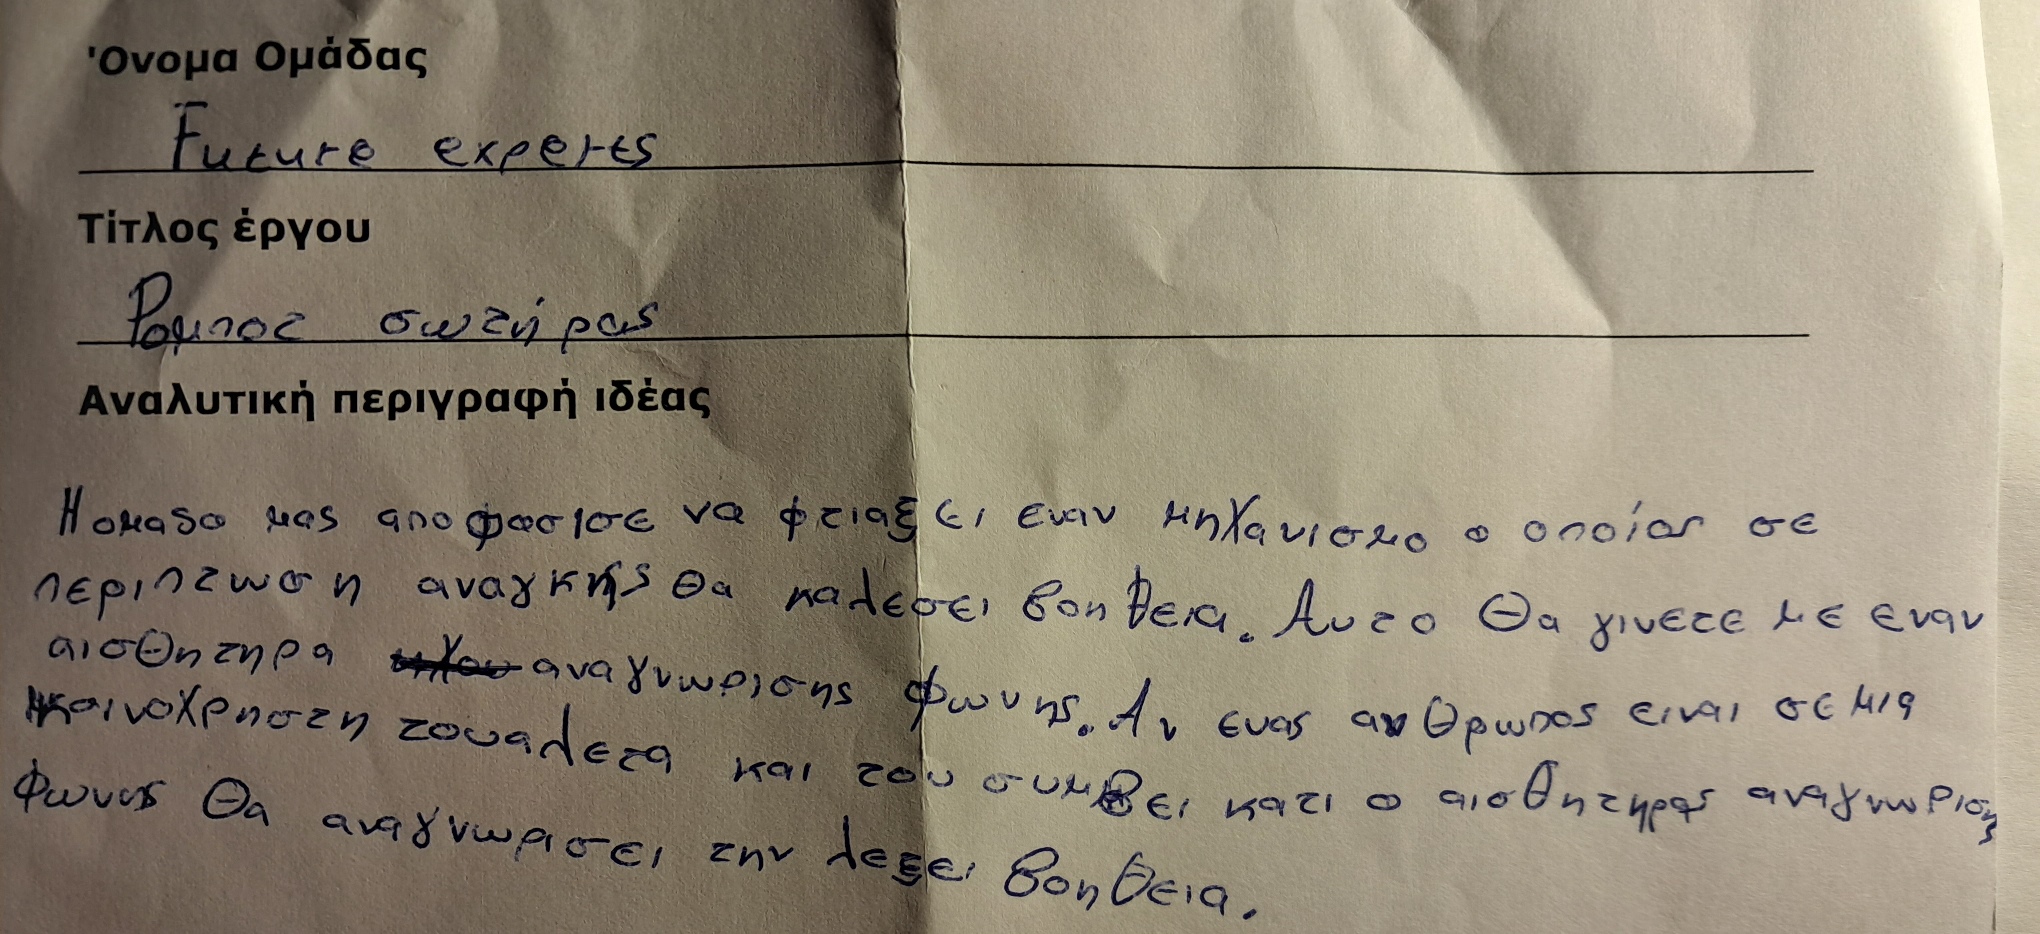 Όνομα Ομάδας
Future experts
Τίτλος έργου
Ρομποτ σωτήρας
Αναλυτική περιγραφή ιδέας
Η ομαδα μας αποφασισε να φτιαξει εναν μηχανισμο ο οποίος σε
περιπτωση αναγκης θα καλεσει βοηθεια. Αυτο θα γινετε με εναν
αισθητηρα αναγνωρισης φωνης. Αν ενας ανθρωπος ειναι σε μια
κοινοχρηστη τουαλετα και του συμβει κατι ο αισθητηρας αναγνωρισης
φωνης θα αναγνωρισει την λεξει βοηθεια.